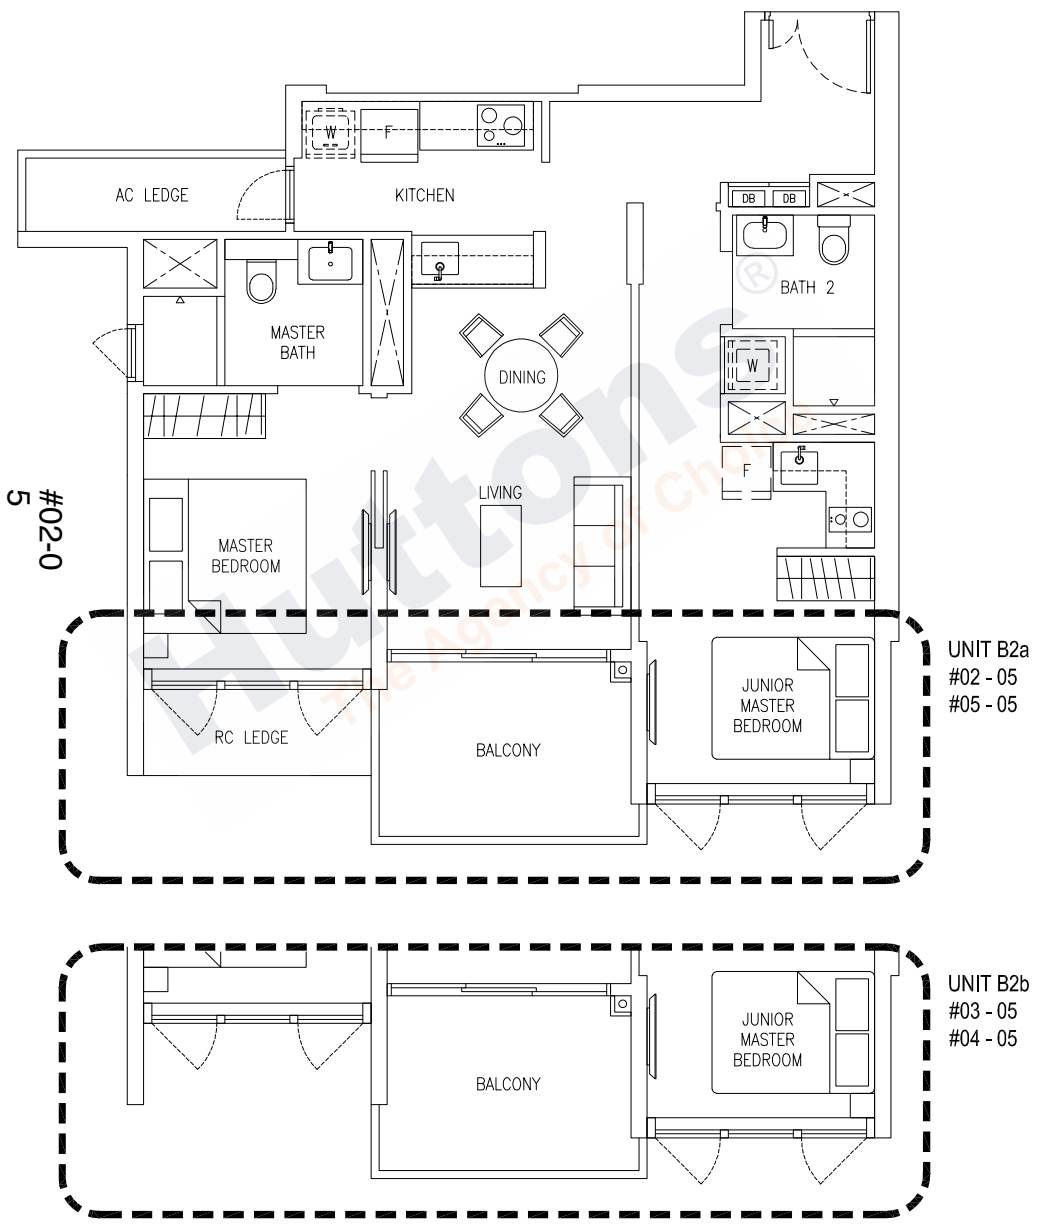 W
F
AC LEDGE
KITCHEN
DB
DB
BATH 2
MASTER
BATH
DINING
W
F
LIVING
MASTER
BEDROOM
#02-0
5
Huttons®
The Agency of Choice
UNIT B2a
#02 - 05
#05 - 05
JUNIOR
MASTER
BEDROOM
RC LEDGE
BALCONY
UNIT B2b
#03 - 05
#04 - 05
JUNIOR
MASTER
BEDROOM
BALCONY